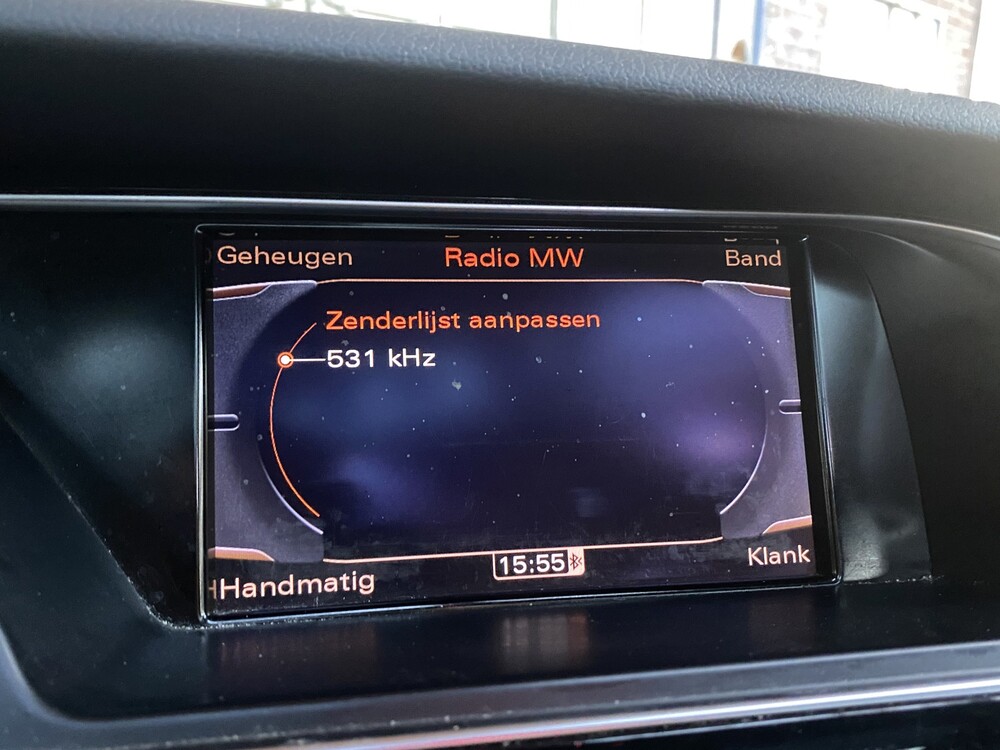 Geheugen
Radio MW
Band
Zenderlijst aanpassen
531 kHz
Handmatig
15:55
Klank